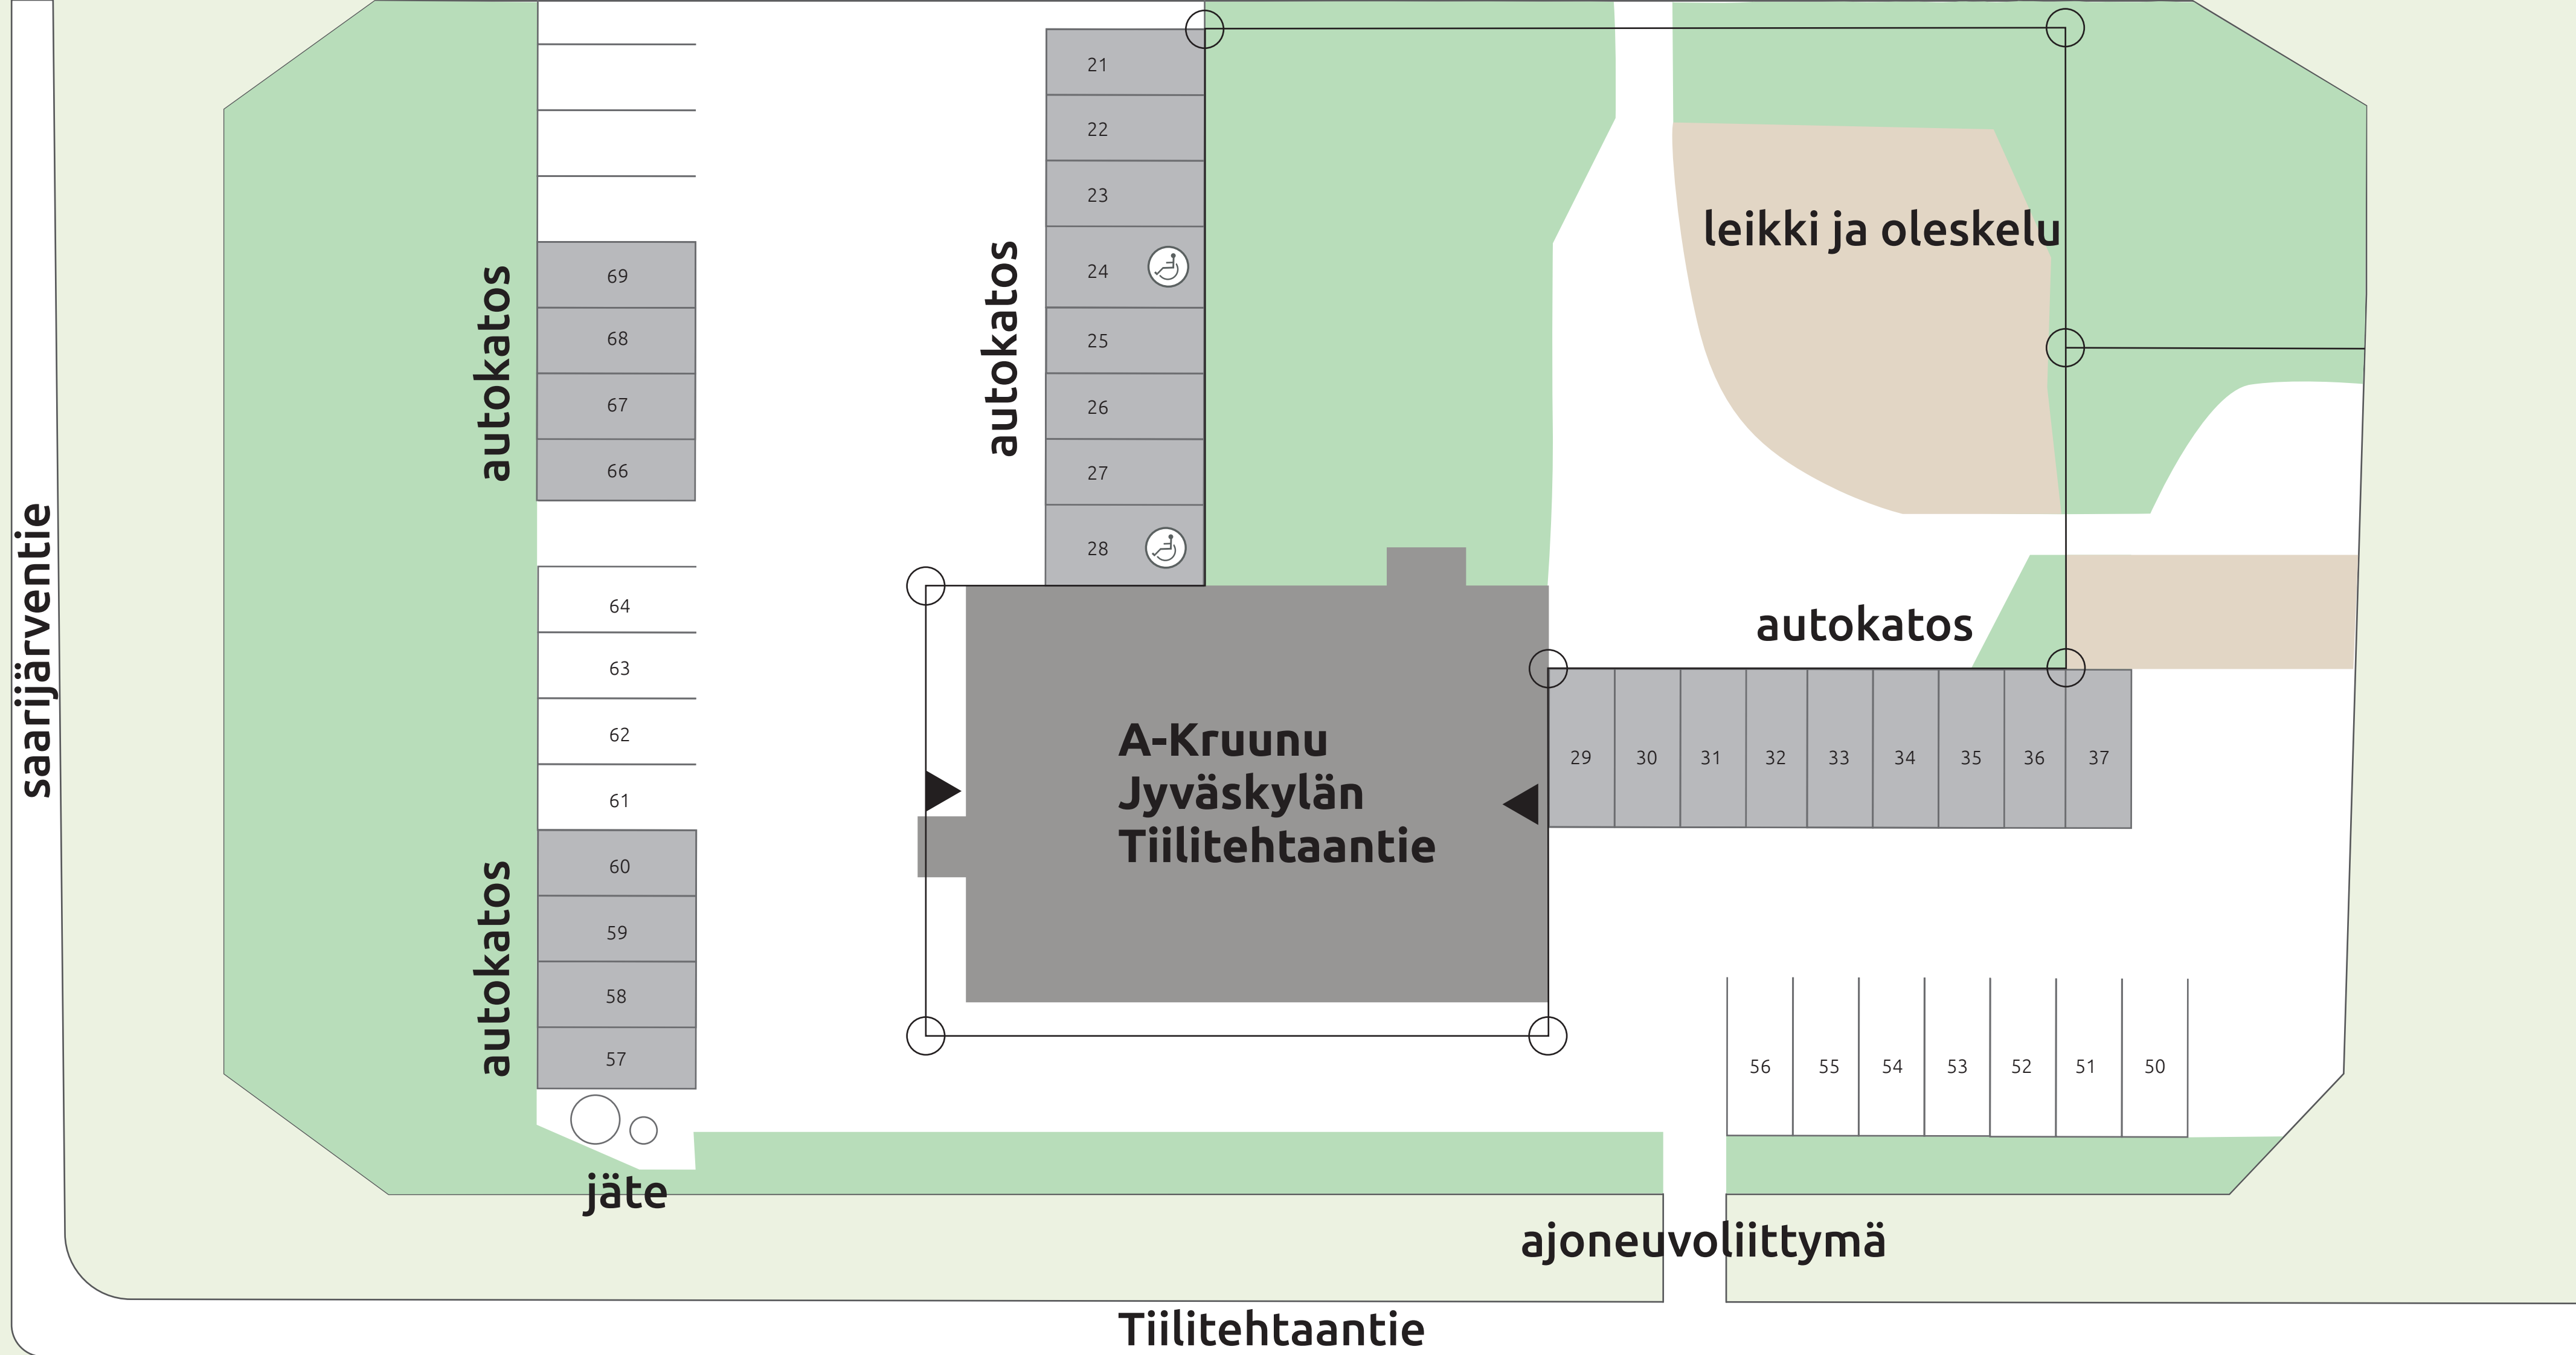 21
22
23
24
25
26
27
28
autokatos
69
68
67
66
autokatos
64
63
62
61
60
59
58
57
autokatos
saarijärventie
leikki ja oleskelu
autokatos
A-Kruunu
Jyväskylän
Tiilitehtaantie
29 30 31 32 33 34 35 36 37
56 55 54 53 52 51 50
jäte
ajoneuvoliittymä
Tiilitehtaantie